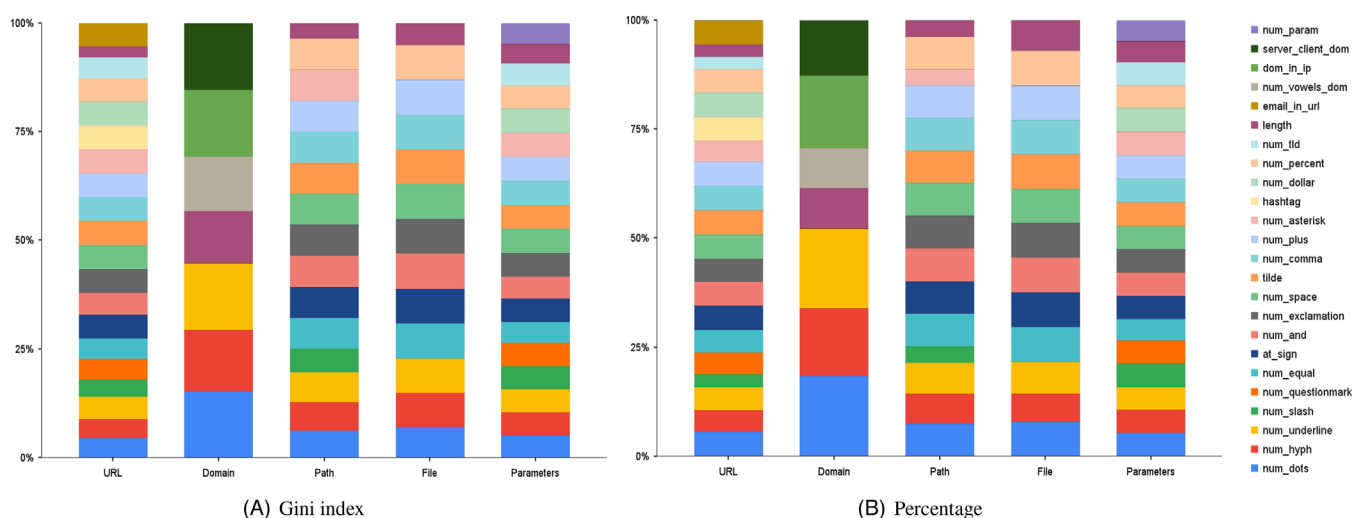 100%
75%
50%
25%
0%
URL
Domain
Path
File
Parameters
(A) Gini index
100%
75%
50%
25%
0%
URL
Domain
Path
File
Parameters
(B) Percentage
num_param
server_client_dom
dom_in_ip
num_vowels_dom
email_in_url
length
num_tld
num_percent
num_dollar
hashtag
num_asterisk
num_plus
num_comma
tilde
num_space
num_exclamation
num_and
at_sign
num_equal
num_questionmark
num_slash
num_underline
num_hyph
num_dots